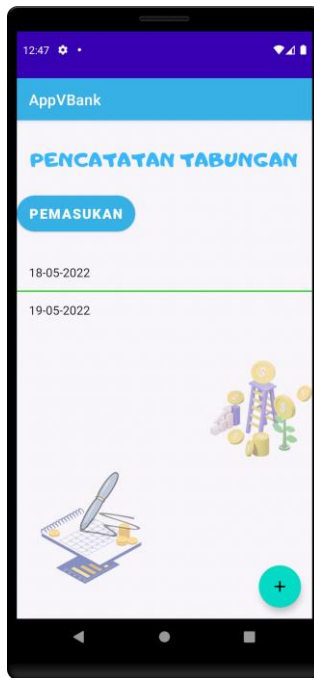 12:47
AppVBank
PENCATATAN TABUNGAN
PEMASUKAN
18-05-2022
19-05-2022
+